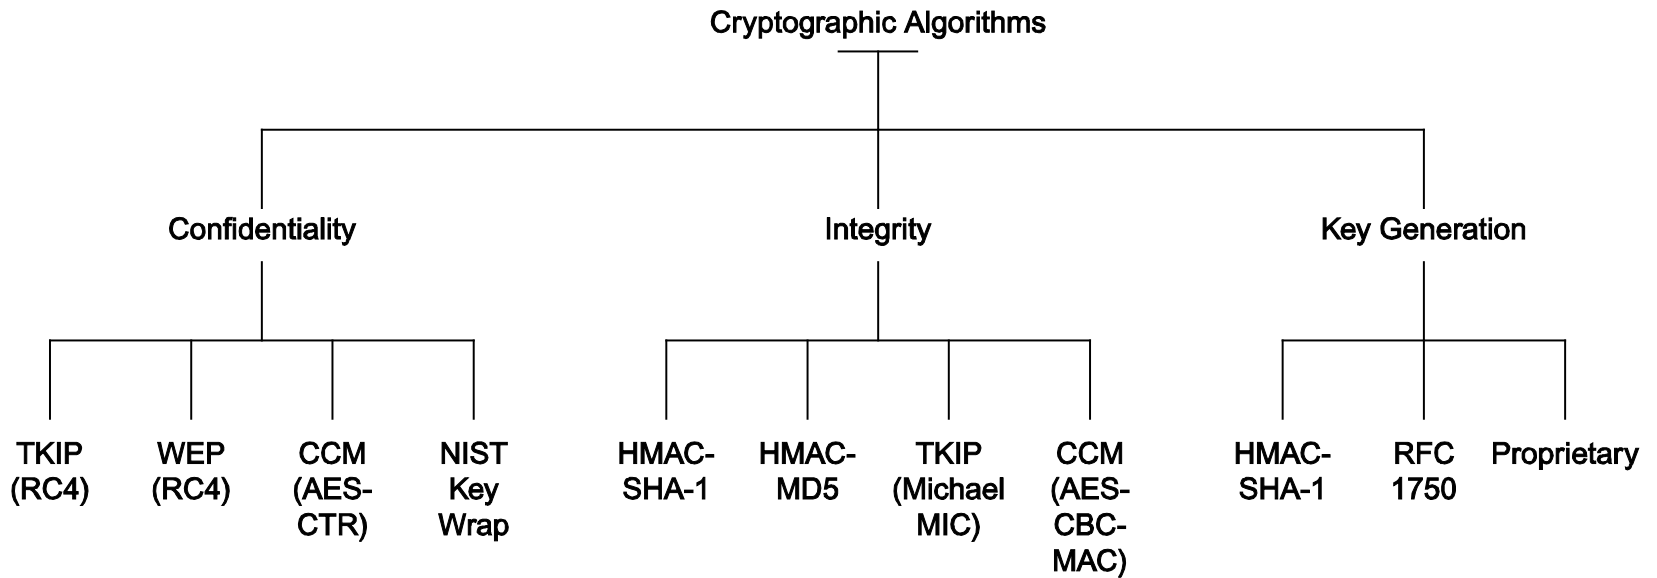 Cryptographic Algorithms
Confidentiality
Integrity
Key Generation
TKIP
(RC4)
WEP
(RC4)
CCM
(AES-
CTR)
NIST
Key
Wrap
HMAC-
SHA-1
HMAC-
MD5
TKIP
(Michael
MIC)
CCM
(AES-
CBC-
MAC)
HMAC-
SHA-1
RFC
1750
Proprietary